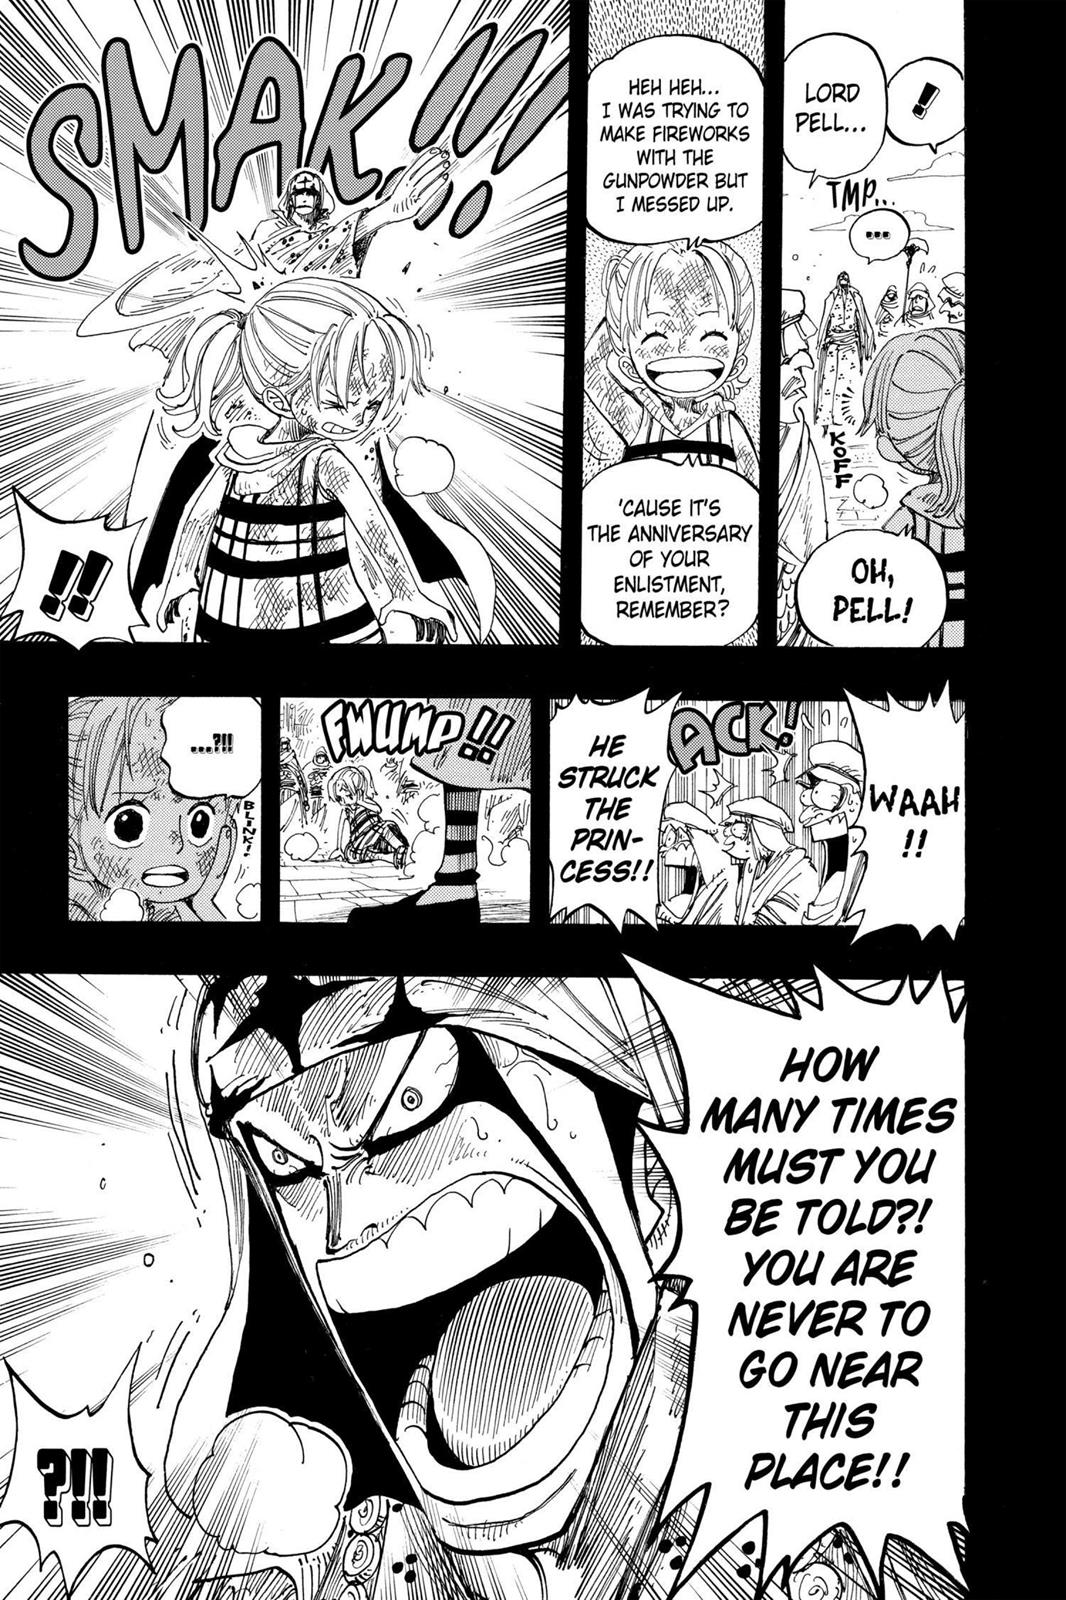 !
LORD
PELL...
TMP...
...
KOFF
OH,
PELL!
HEH HEH...
I WAS TRYING TO
MAKE FIREWORKS
WITH THE
GUNPOWDER BUT
I MESSED UP.
'CAUSE IT'S
THE ANNIVERSARY
OF YOUR
ENLISTMENT,
REMEMBER?
SMAK...!!!
!!
WAAH
!!
ACK!
HE
STRUCK
THE
PRIN-
CESS!!
FWUMP!!
...?!!
BLINK!
HOW
MANY TIMES
MUST YOU
BE TOLD?!
YOU ARE
NEVER TO
GO NEAR
THIS
PLACE!!
?!!